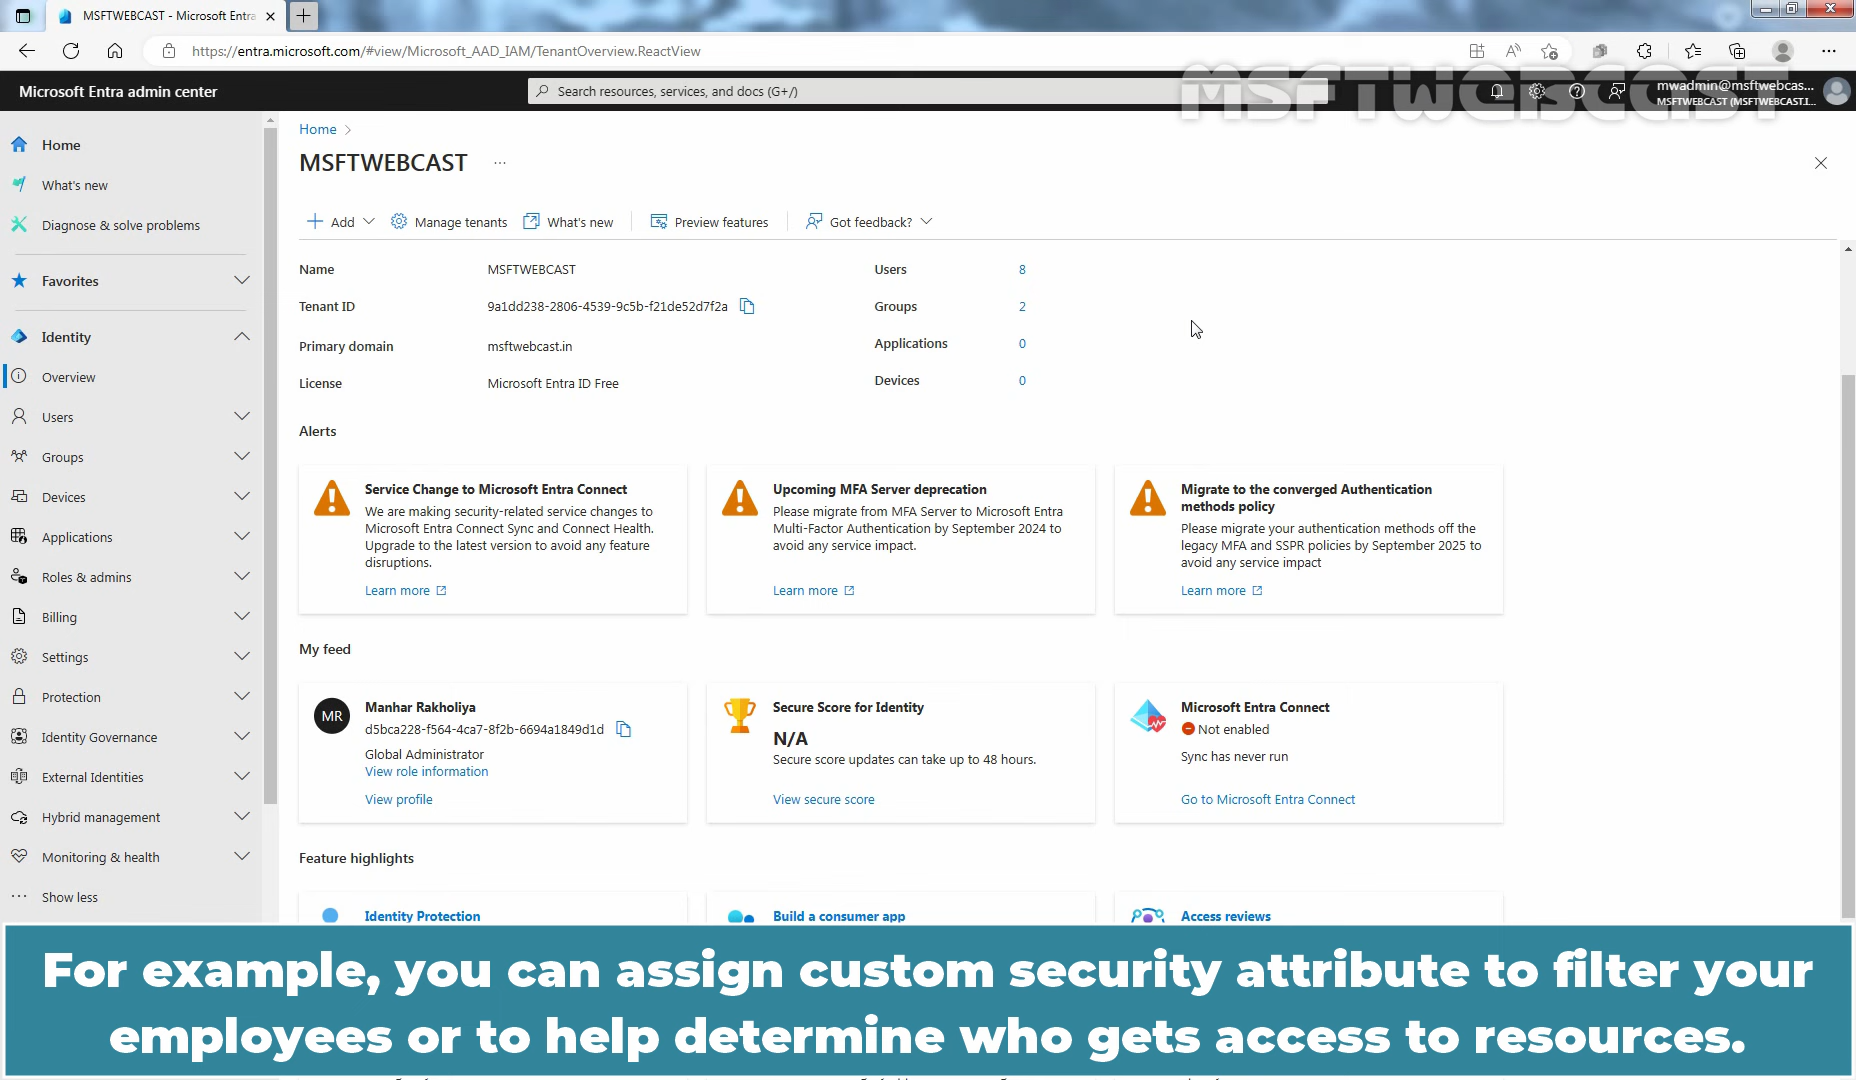 MSFTWEBCAST - Microsoft Entra
https://entra.microsoft.com/#view/Microsoft_AAD_IAM/TenantOverview.ReactView
MSFTWEBCAST
Microsoft Entra admin center
Search resources, services, and docs (G+/)
mwadmin@msftwebcas...
MSFTWEBCAST (MSFTWEBCAST.I...
Home
What's new
Diagnose & solve problems
Favorites
Identity
Overview
Users
Groups
Devices
Applications
Roles & admins
Billing
Settings
Protection
Identity Governance
External Identities
Hybrid management
Monitoring & health
Show less
Home
MSFTWEBCAST
Add
Manage tenants
What's new
Preview features
Got feedback?
Name MSFTWEBCAST
Tenant ID 9a1dd238-2806-4539-9c5b-f21de52d7f2a
Primary domain msftwebcast.in
License Microsoft Entra ID Free
Users 8
Groups 2
Applications 0
Devices 0
Alerts
Service Change to Microsoft Entra Connect
We are making security-related service changes to
Microsoft Entra Connect Sync and Connect Health.
Upgrade to the latest version to avoid any feature
disruptions.
Learn more
Upcoming MFA Server deprecation
Please migrate from MFA Server to Microsoft Entra
Multi-Factor Authentication by September 2024 to
avoid any service impact.
Learn more
Migrate to the converged Authentication
methods policy
Please migrate your authentication methods off the
legacy MFA and SSPR policies by September 2025 to
avoid any service impact
Learn more
My feed
MR
Manhar Rakholiya
d5bca228-f564-4ca7-8f2b-6694a1849d1d
Global Administrator
View role information
View profile
Secure Score for Identity
N/A
Secure score updates can take up to 48 hours.
View secure score
Microsoft Entra Connect
Not enabled
Sync has never run
Go to Microsoft Entra Connect
Feature highlights
Identity Protection
Build a consumer app
Access reviews
For example, you can assign custom security attribute to filter your
employees or to help determine who gets access to resources.